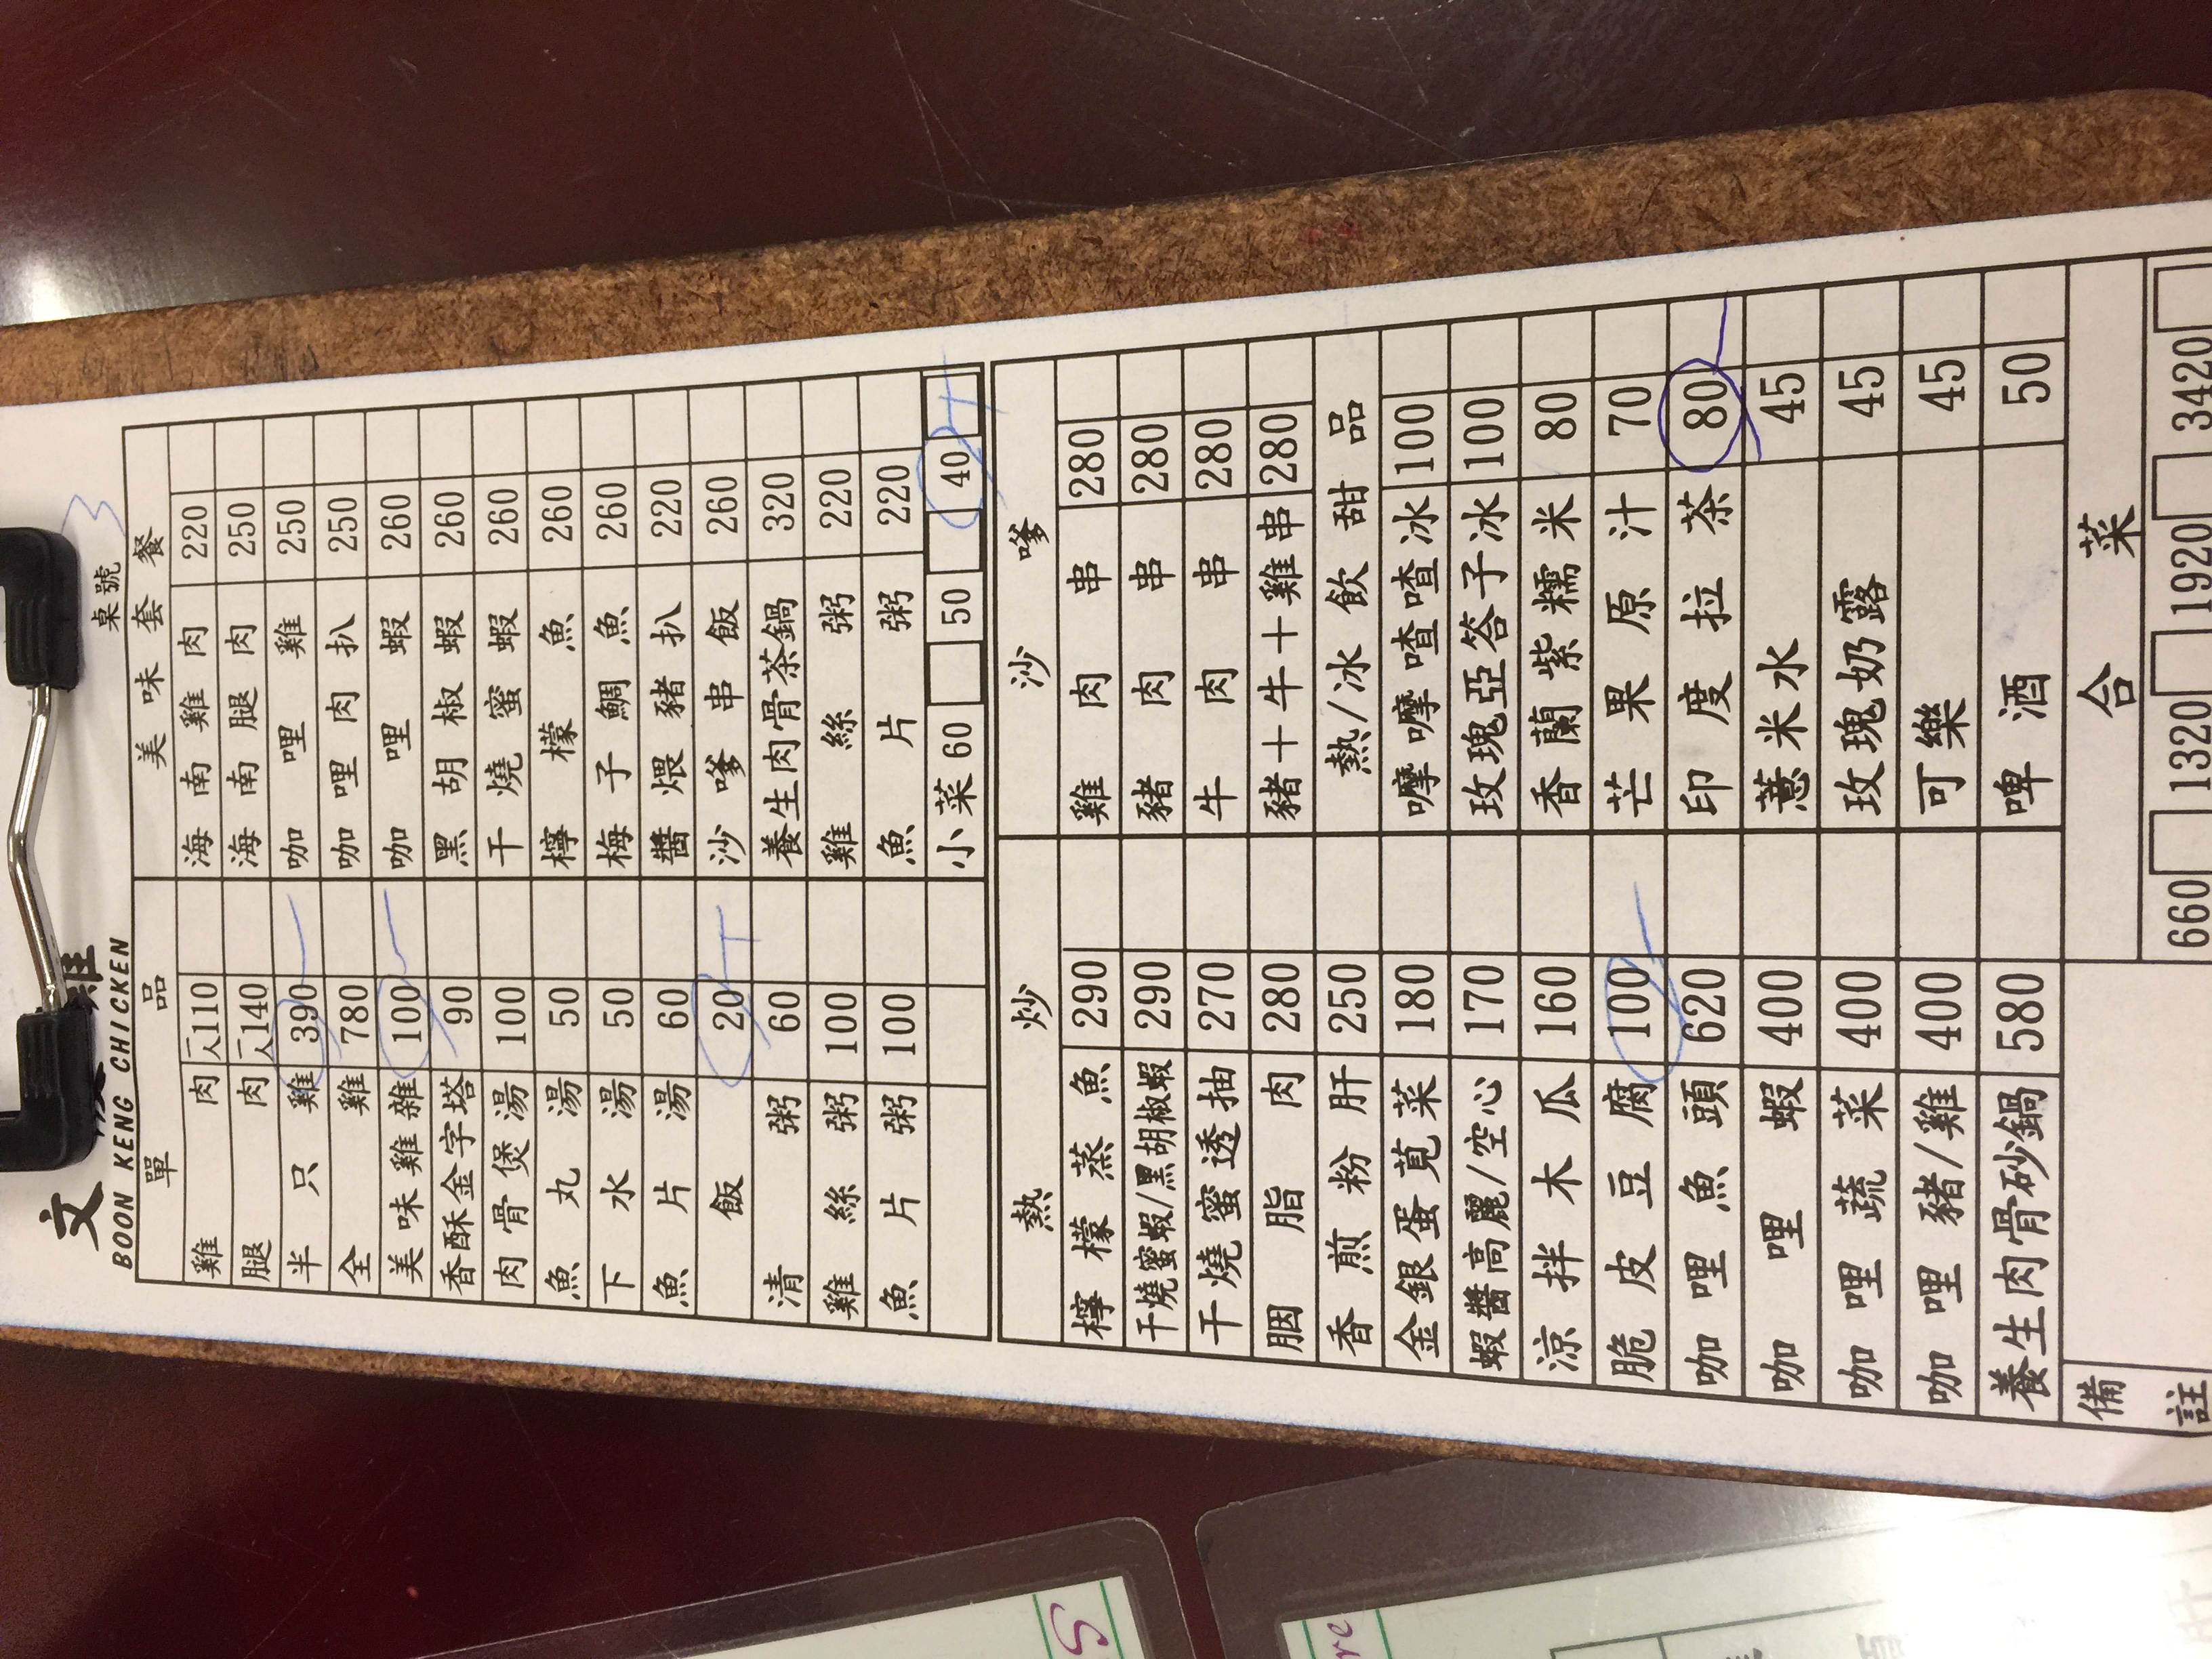 桌號 3
文 雞
BOON KENG CHICKEN
單 品
雞 肉 一人110
腿 肉 一人140
半 只 雞 390
全 雞 780
美 味 雞 雜 100
香酥金字塔 90
肉骨煲湯 100
魚 丸 湯 50
下 水 湯 50
魚 片 湯 60
飯 20
清 粥 60
雞 絲 粥 100
魚 片 粥 100
美 味 套 餐
海 南 雞 肉 220
海 南 腿 肉 250
咖 哩 雞 250
咖 哩 肉 扒 250
咖 哩 蝦 260
黑 胡 椒 蝦 260
干 燒 蜜 蝦 260
檸 檬 魚 260
梅 子 鯛 魚 260
醬 煨 豬 扒 220
沙 嗲 串 飯 260
養生肉骨茶鍋 320
雞 絲 粥 220
魚 片 粥 220
小菜 60 50 40
熱 炒
檸 檬 蒸 魚 290
干燒蜜蝦/黑胡椒蝦 290
干燒蜜透抽 270
胭 脂 肉 280
香 煎 粉 肝 250
金銀蛋莧菜 180
蝦醬高麗/空心 170
涼 拌 木 瓜 160
脆 皮 豆 腐 100
咖 哩 魚 頭 620
咖 哩 蝦 400
咖 哩 蔬 菜 400
咖 哩 豬/雞 400
養生肉骨砂鍋 580
沙 嗲
雞 肉 串 280
豬 肉 串 280
牛 肉 串 280
豬+牛+雞串 280
熱/冰 飲 甜 品
嚤嚤喳喳冰 100
玫瑰亞答子冰 100
香蘭紫糯米 80
芒 果 原 汁 70
印 度 拉 茶 80
薏米水 45
玫瑰奶露 45
可樂 45
啤 酒 50
備註
合 菜
660 1320 1920 3420